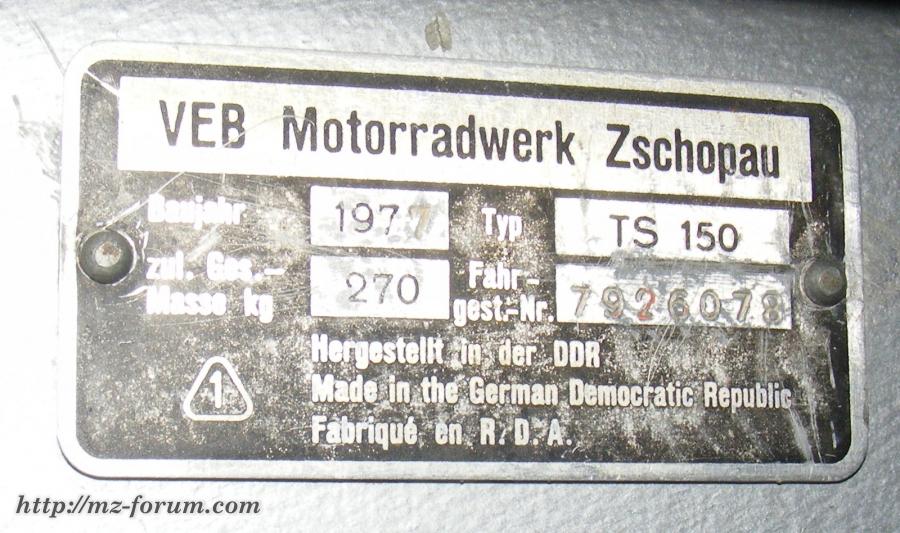 VEB Motorradwerk Zschopau
Baujahr 1977 Typ TS 150
zul. Ges.- Masse kg 270 Fahr- gest.-Nr. 7926078
1
Hergestellt in der DDR
Made in the German Democratic Republic
Fabriqué en R.D.A.
http://mz-forum.com